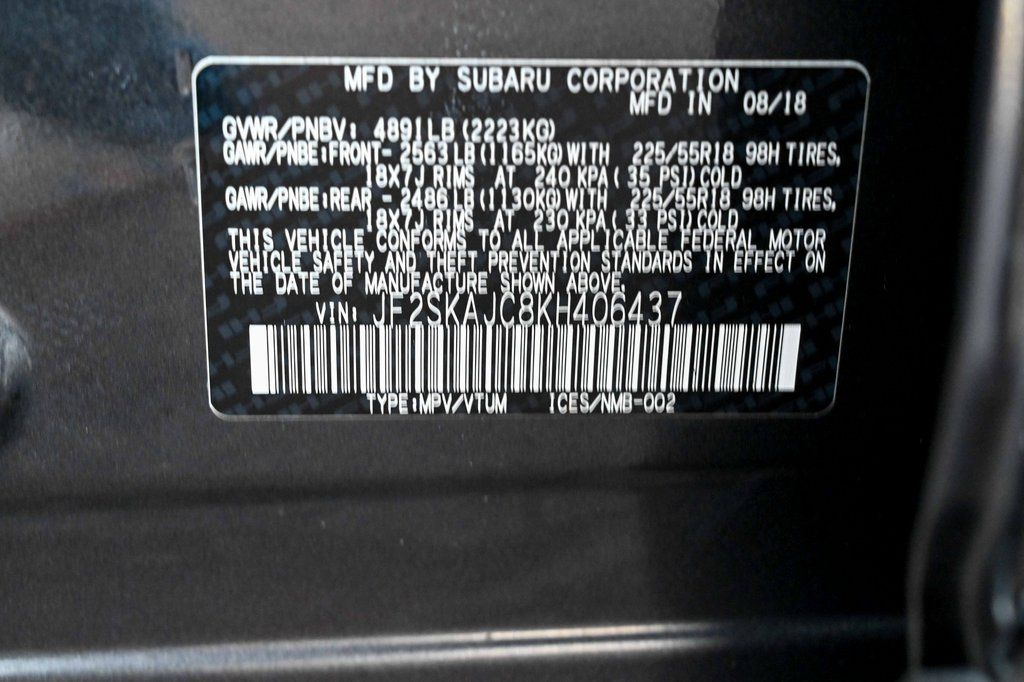 MFD BY SUBARU CORPORATION
MFD IN 08/18
GVWR/PNBV: 4891LB (2223KG)
GAWR/PNBE:FRONT- 2563LB(1165KG)WITH 225/55R18 98H TIRES,
18X7J RIMS AT 240 KPA( 35 PSI)COLD
GAWR/PNBE:REAR -2486LB(1130KG)WITH 225/55R18 98H TIRES,
18X7J RIMS AT 230 KPA( 33 PSI)COLD
THIS VEHICLE CONFORMS TO ALL APPLICABLE FEDERAL MOTOR
VEHICLE SAFETY AND THEFT PREVENTION STANDARDS IN EFFECT ON
THE DATE OF MANUFACTURE SHOWN ABOVE.
VIN: JF2SKAJC8KH406437
TYPE:MPV/VTUM ICES/NMB-002